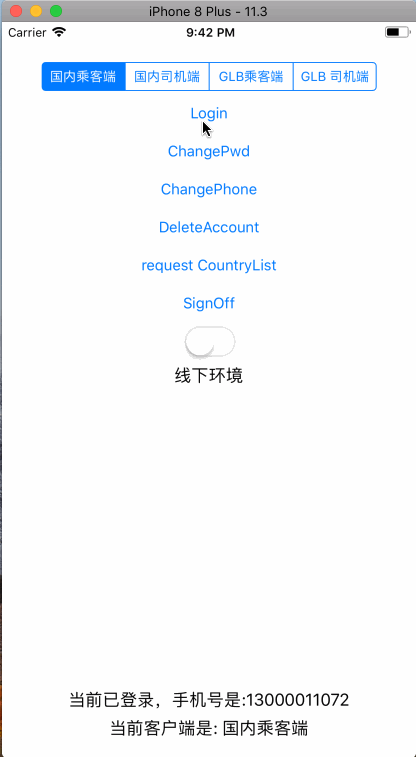 iPhone 8 Plus - 11.3
Carrier 9:42 PM
国内乘客端 国内司机端 GLB乘客端 GLB 司机端
Login
ChangePwd
ChangePhone
DeleteAccount
request CountryList
SignOff
线下环境
当前已登录，手机号是:13000011072
当前客户端是: 国内乘客端